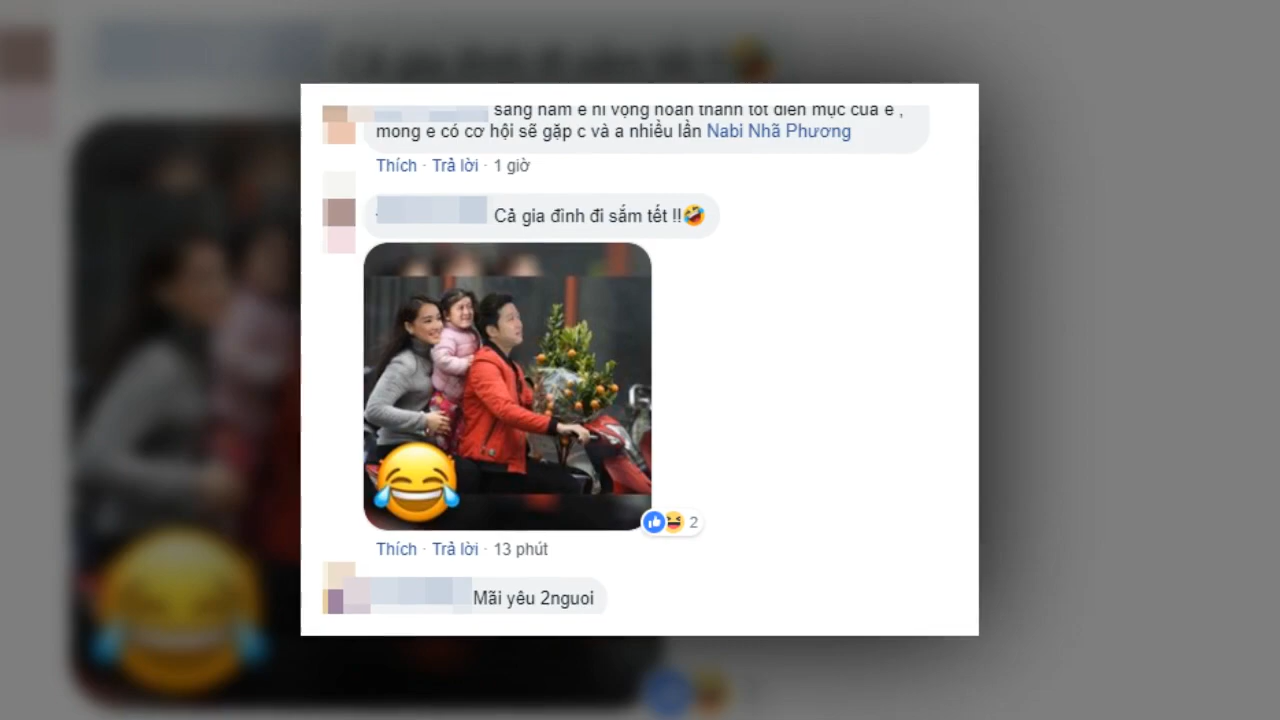 sang năm e hi vọng hoàn thành tốt diễn mục của e ,
mong e có cơ hội sẽ gặp c và a nhiều lần Nabi Nhã Phương
Thích · Trả lời · 1 giờ
Cả gia đình đi sắm tết !!🤣
2
Thích · Trả lời · 13 phút
Mãi yêu 2nguoi